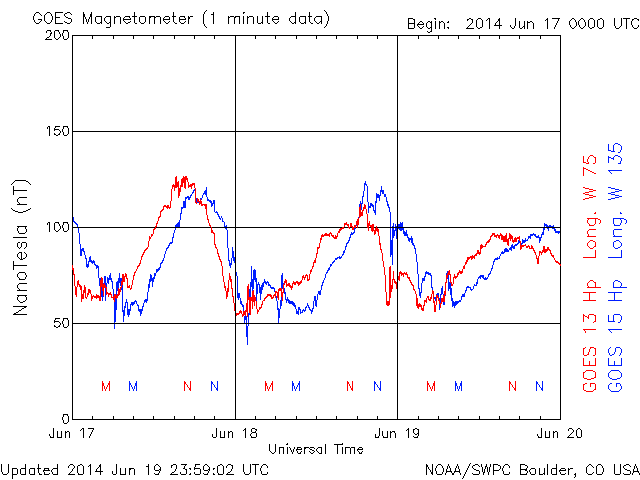 GOES Magnetometer (1 minute data)
Begin: 2014 Jun 17 0000 UTC
200
150
100
50
0
NanoTesla (nT)
M M N N M M N N M M N N
Jun 17 Jun 18 Jun 19 Jun 20
Universal Time
GOES 13 Hp Long. W 75
GOES 15 Hp Long. W 135
Updated 2014 Jun 19 23:59:02 UTC
NOAA/SWPC Boulder, CO USA